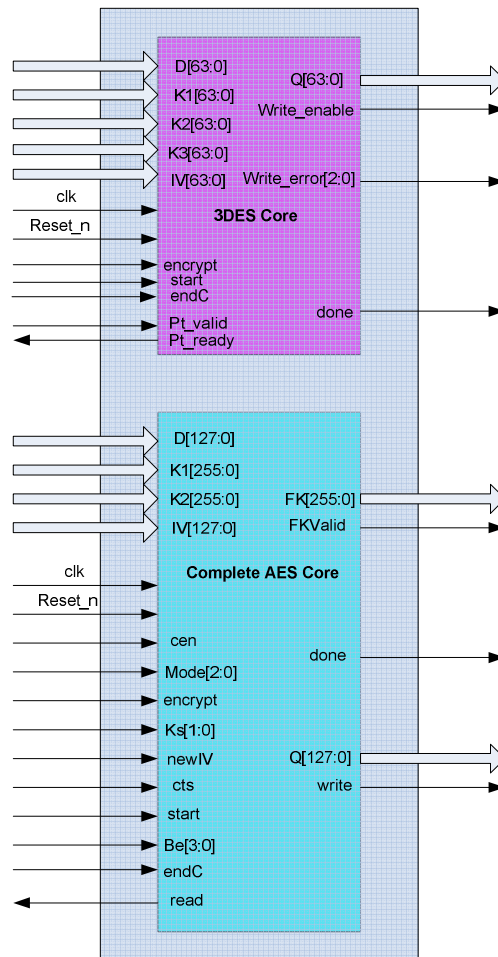 D[63:0]
Q[63:0]
K1[63:0]
Write_enable
K2[63:0]
K3[63:0]
IV[63:0]
Write_error[2;0]
clk
3DES Core
Reset_n
encrypt
start
endC
done
Pt_valid
Pt_ready
D[127:0]
K1[255:0]
K2[255:0]
FK[255:0]
IV[127:0]
FKValid
clk
Complete AES Core
Reset_n
cen
done
Mode[2:0]
encrypt
Ks[1:0]
newIV
Q[127:0]
cts
write
start
Be[3;0]
endC
read